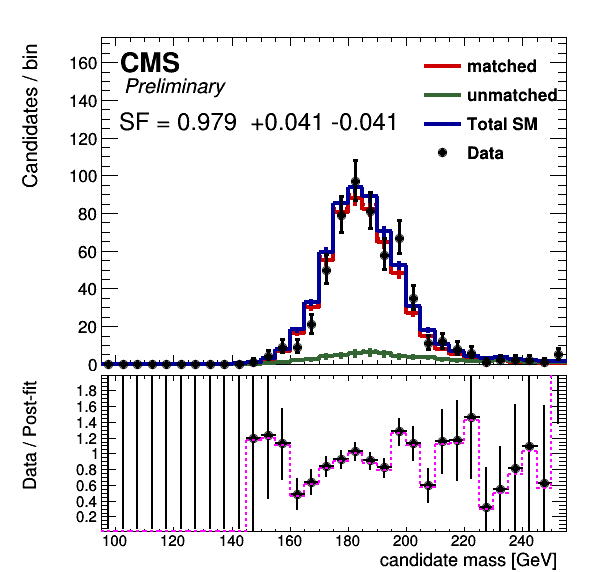 CMS
Preliminary
SF = 0.979 +0.041 -0.041
matched
unmatched
Total SM
Data
Candidates / bin
160
140
120
100
80
60
40
20
0
Data / Post-fit
1.8
1.6
1.4
1.2
1
0.8
0.6
0.4
0.2
100 120 140 160 180 200 220 240
candidate mass [GeV]